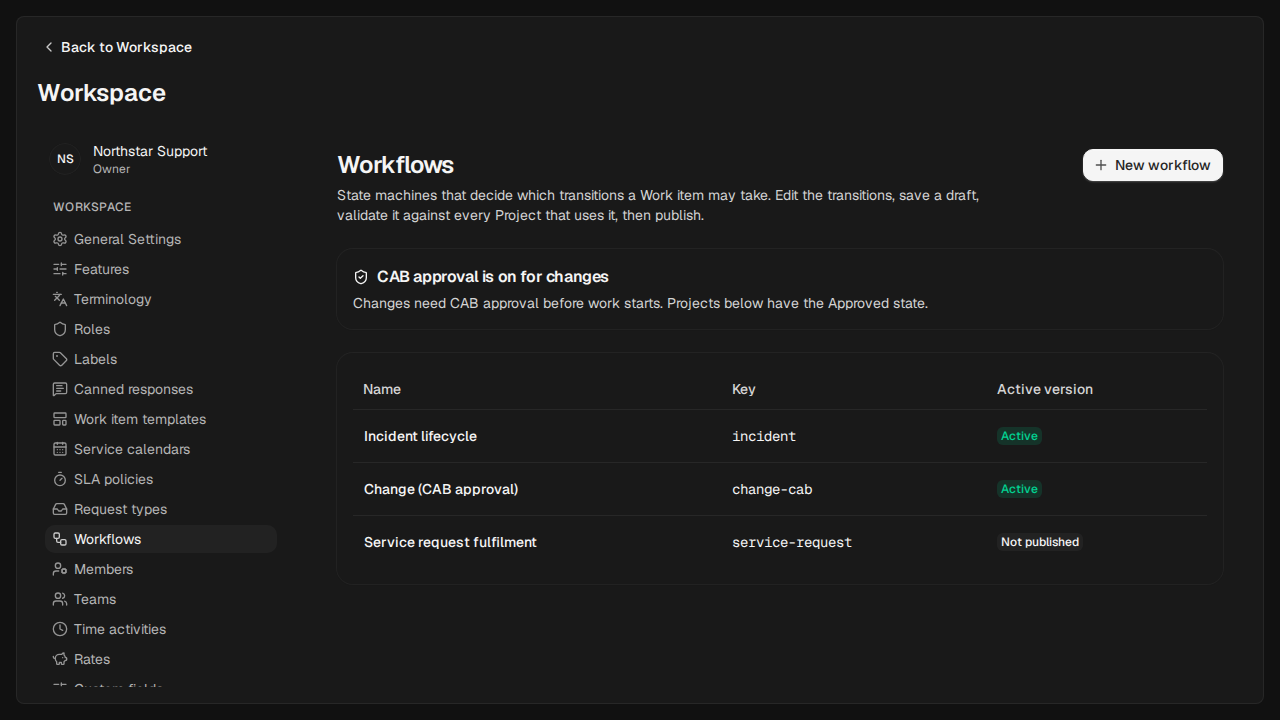 Back to Workspace
Workspace
NS
Northstar Support
Owner
WORKSPACE
General Settings
Features
Terminology
Roles
Labels
Canned responses
Work item templates
Service calendars
SLA policies
Request types
Workflows
Members
Teams
Time activities
Rates
Workflows
New workflow
State machines that decide which transitions a Work item may take. Edit the transitions, save a draft,
validate it against every Project that uses it, then publish.
CAB approval is on for changes
Changes need CAB approval before work starts. Projects below have the Approved state.
Name Key Active version
Incident lifecycle incident Active
Change (CAB approval) change-cab Active
Service request fulfilment service-request Not published